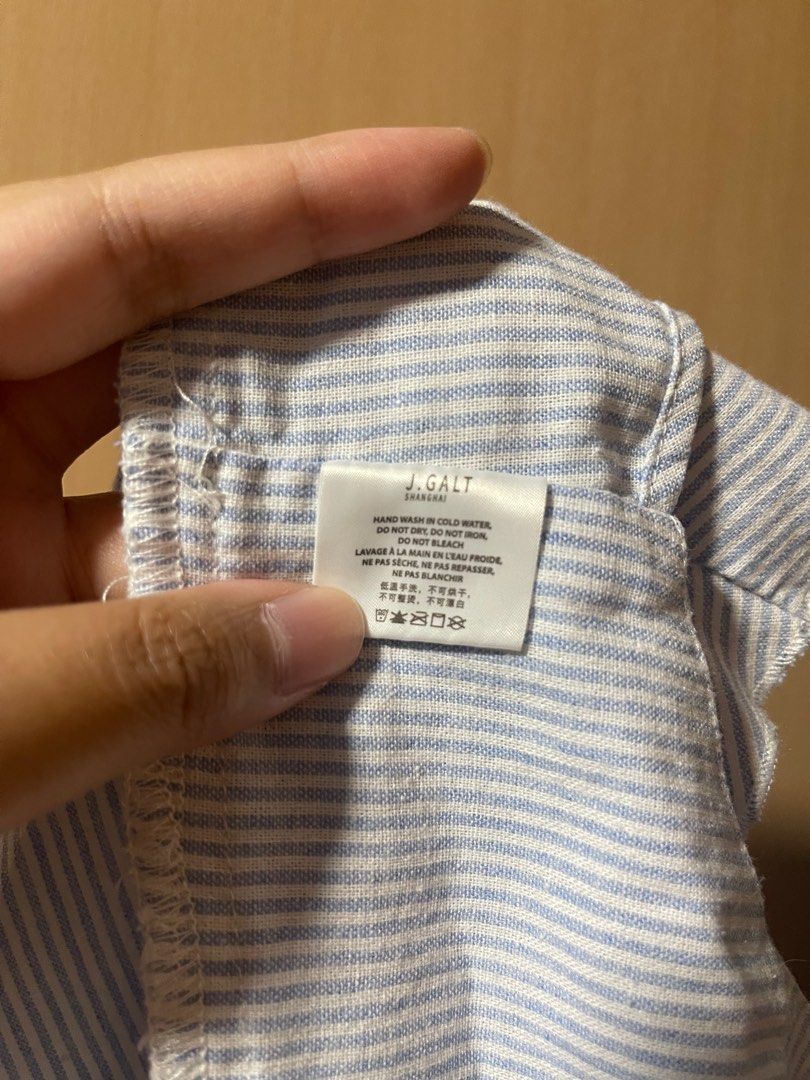 J.GALT
SHANGHAI
HAND WASH IN COLD WATER,
DO NOT DRY, DO NOT IRON,
DO NOT BLEACH
LAVAGE À LA MAIN EN L'EAU FROIDE,
NE PAS SÈCHE, NE PAS REPASSER,
NE PAS BLANCHIR
低溫手洗，不可烘干，
不可整燙，不可漂白